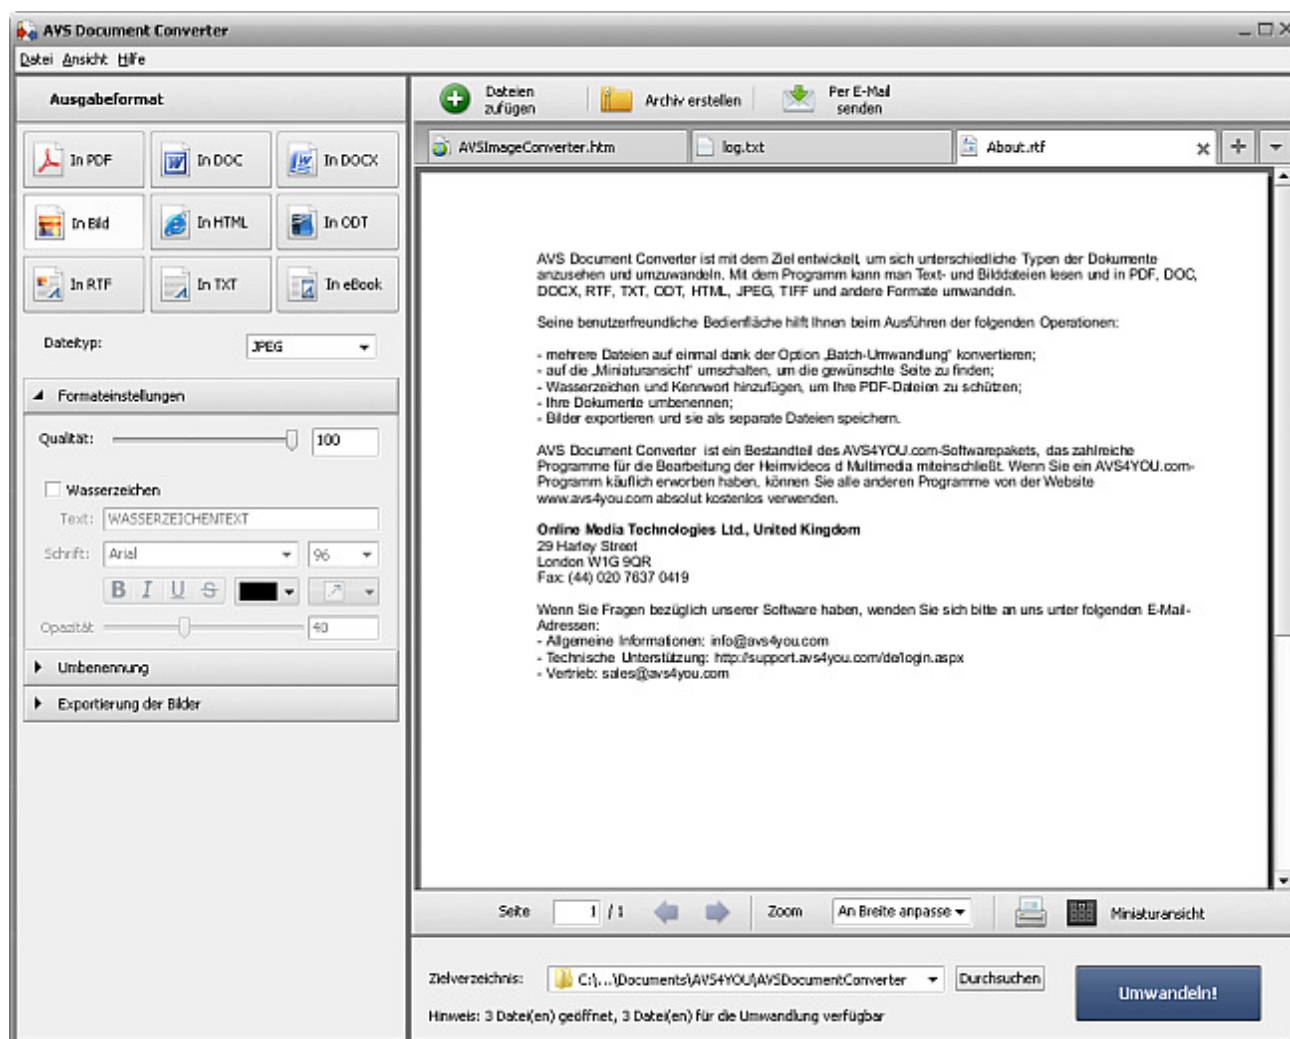 AVS Document Converter
Datei Ansicht Hilfe
Ausgabeformat
In PDF In DOC In DOCX
In Bild In HTML In ODT
In RTF In TXT In eBook
Dateityp: JPEG
Formateinstellungen
Qualität: 100
Wasserzeichen
Text: WASSERZEICHENTEXT
Schrift: Arial 96
B I U S
Opazität 40
Umbenennung
Exportierung der Bilder
Dateien
zufügen
Archiv erstellen
Per E-Mail
senden
AVSImageConverter.htm log.txt About.rtf
AVS Document Converter ist mit dem Ziel entwickelt, um sich unterschiedliche Typen der Dokumente
anzusehen und umzuwandeln. Mit dem Programm kann man Text- und Bilddateien lesen und in PDF, DOC,
DOCX, RTF, TXT, ODT, HTML, JPEG, TIFF und andere Formate umwandeln.
Seine benutzerfreundliche Bedienfläche hilft Ihnen beim Ausführen der folgenden Operationen:
- mehrere Dateien auf einmal dank der Option „Batch-Umwandlung" konvertieren;
- auf die „Miniaturansicht" umschalten, um die gewünschte Seite zu finden;
- Wasserzeichen und Kennwort hinzufügen, um Ihre PDF-Dateien zu schützen;
- Ihre Dokumente umbenennen;
- Bilder exportieren und sie als separate Dateien speichern.
AVS Document Converter ist ein Bestandteil des AVS4YOU.com-Softwarepakets, das zahlreiche
Programme für die Bearbeitung der Heimvideos d Multimedia miteinschließt. Wenn Sie ein AVS4YOU.com-
Programm käuflich erworben haben, können Sie alle anderen Programme von der Website
www.avs4you.com absolut kostenlos verwenden.
Online Media Technologies Ltd., United Kingdom
29 Harley Street
London W1G 9QR
Fax: (44) 020 7637 0419
Wenn Sie Fragen bezüglich unserer Software haben, wenden Sie sich bitte an uns unter folgenden E-Mail-
Adressen:
- Allgemeine Informationen: info@avs4you.com
- Technische Unterstützung: http://support.avs4you.com/de/login.aspx
- Vertrieb: sales@avs4you.com
Seite 1 / 1 Zoom An Breite anpasse Miniaturansicht
Zielverzeichnis: C:\...\Documents\AVS4YOU\AVSDocumentConverter Durchsuchen
Umwandeln!
Hinweis: 3 Datei(en) geöffnet, 3 Datei(en) für die Umwandlung verfügbar